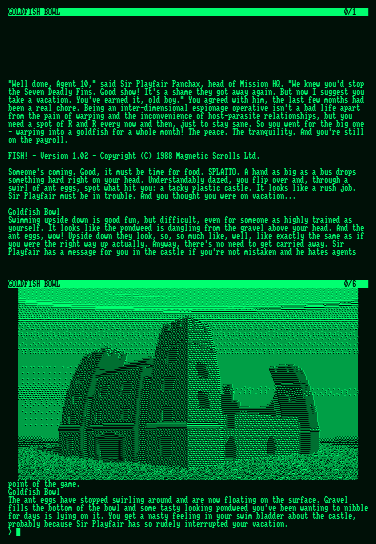 GOLDFISH BOWL 0/1
"Well done, Agent 10," said Sir Playfair Panchax, head of Mission HQ. "We knew you'd stop
the Seven Deadly Fins. Good show! It's a shame they got away again. But now I suggest you
take a vacation. You've earned it, old boy." You agreed with him, the last few months had
been a real chore. Being an inter-dimensional espionage operative isn't a bad life apart
from the pain of warping and the inconvenience of host-parasite relationships, but you
need a spot of R and R every now and then, just to stay sane. So you went for the big one
- warping into a goldfish for a whole month! The peace. The tranquility. And you're still
on the payroll.
FISH! - Version 1.02 - Copyright (C) 1988 Magnetic Scrolls Ltd.
Someone's coming. Good, it must be time for food. SPLATTO. A hand as big as a bus drops
something hard right on your head. Understandably dazed, you flip over and, through a
swirl of ant eggs, spot what hit you: a tacky plastic castle. It looks like a rush job.
Sir Playfair must be in trouble. And you thought you were on vacation...
Goldfish Bowl
Swimming upside down is good fun, but difficult, even for someone as highly trained as
yourself. It looks like the pondweed is dangling from the gravel above your head. And the
ant eggs, wow! Upside down they look, so, so much like, well, like exactly the same as if
you were the right way up actually. Anyway, there's no need to get carried away. Sir
Playfair has a message for you in the castle if you're not mistaken and he hates agents
GOLDFISH BOWL 0/6
point of the game.
Goldfish Bowl
The ant eggs have stopped swirling around and are now floating on the surface. Gravel
fills the bottom of the bowl and some tasty looking pondweed you've been wanting to nibble
for days is lying on it. You get a nasty feeling in your swim bladder about the castle,
probably because Sir Playfair has so rudely interrupted your vacation.
>